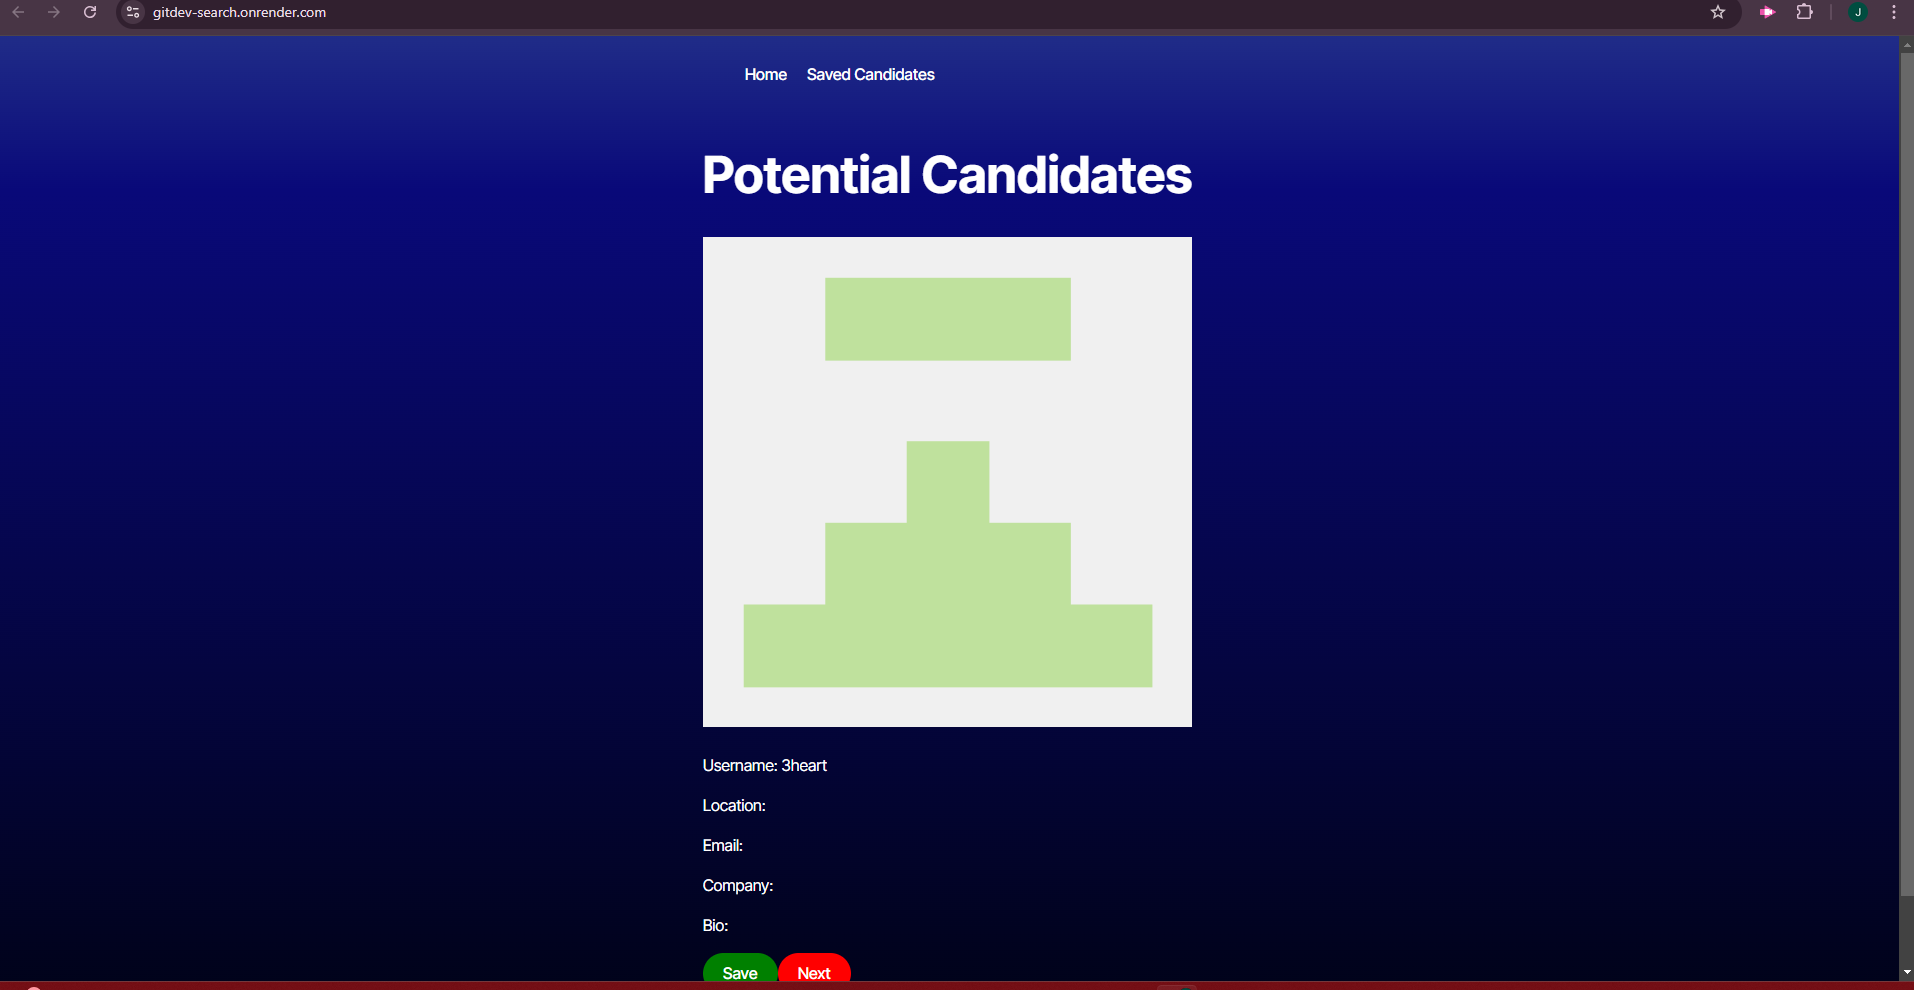 gitdev-search.onrender.com
J
Home Saved Candidates
Potential Candidates
Username: 3heart
Location:
Email:
Company:
Bio:
Save Next